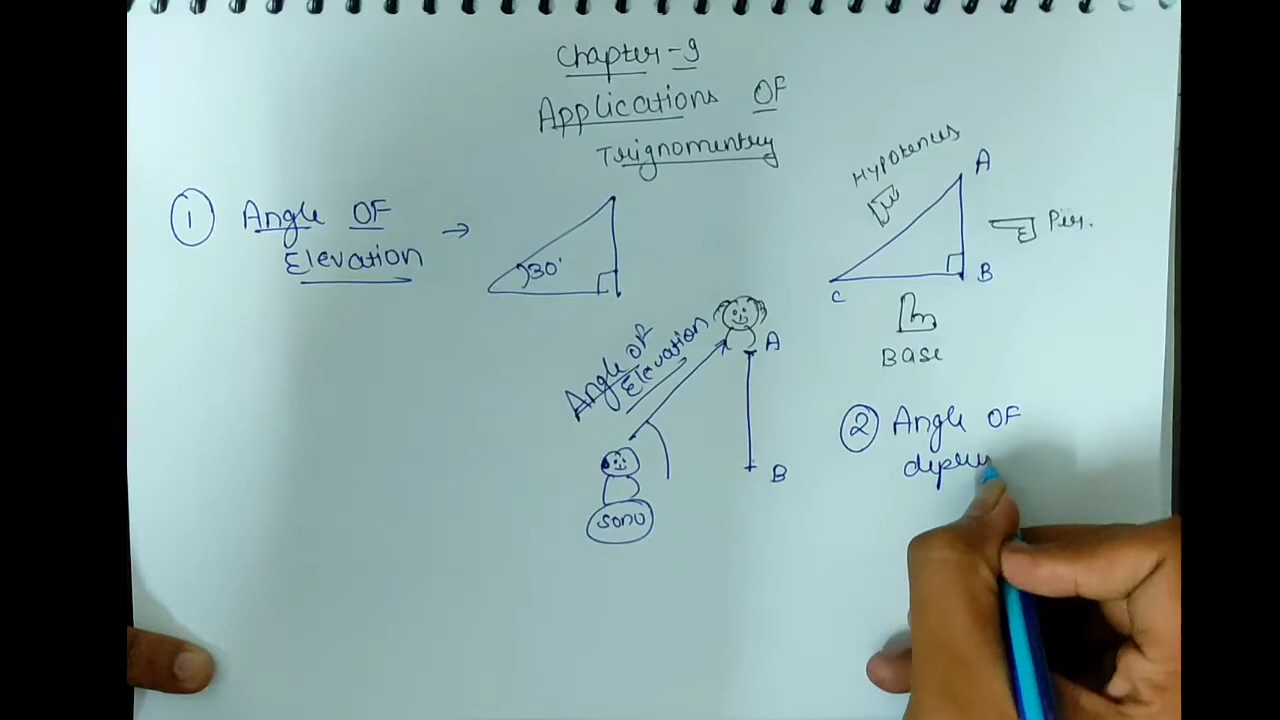 Chapter-9
Applications OF
Trignomentry
① Angle OF
Elevation →
30°
Hypotences
A
Per.
B
C
Base
Angle OF
Elevation
A
B
Sonu
② Angle OF